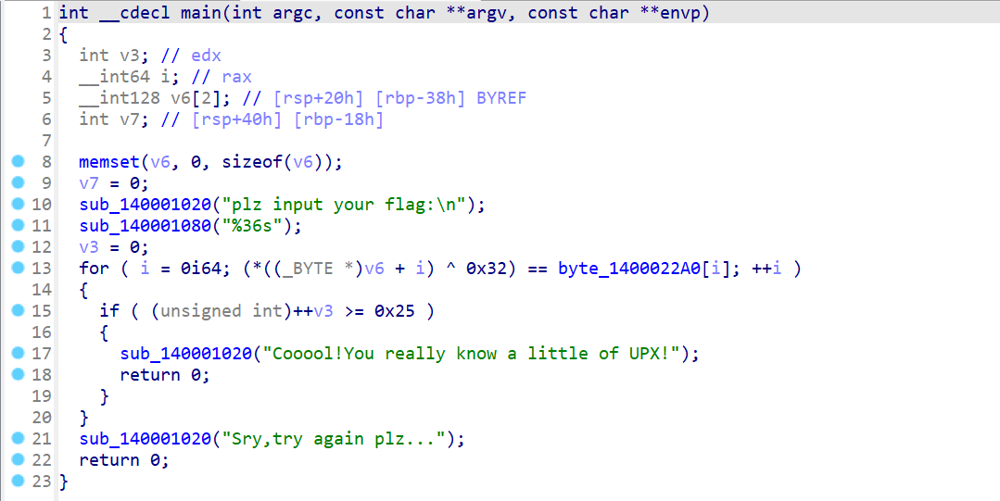 1 int __cdecl main(int argc, const char **argv, const char **envp)
2 {
3 int v3; // edx
4 __int64 i; // rax
5 __int128 v6[2]; // [rsp+20h] [rbp-38h] BYREF
6 int v7; // [rsp+40h] [rbp-18h]
7
8 memset(v6, 0, sizeof(v6));
9 v7 = 0;
10 sub_140001020("plz input your flag:\n");
11 sub_140001080("%36s");
12 v3 = 0;
13 for ( i = 0i64; (*((_BYTE *)v6 + i) ^ 0x32) == byte_1400022A0[i]; ++i )
14 {
15 if ( (unsigned int)++v3 >= 0x25 )
16 {
17 sub_140001020("Cooool!You really know a little of UPX!");
18 return 0;
19 }
20 }
21 sub_140001020("Sry,try again plz...");
22 return 0;
23 }